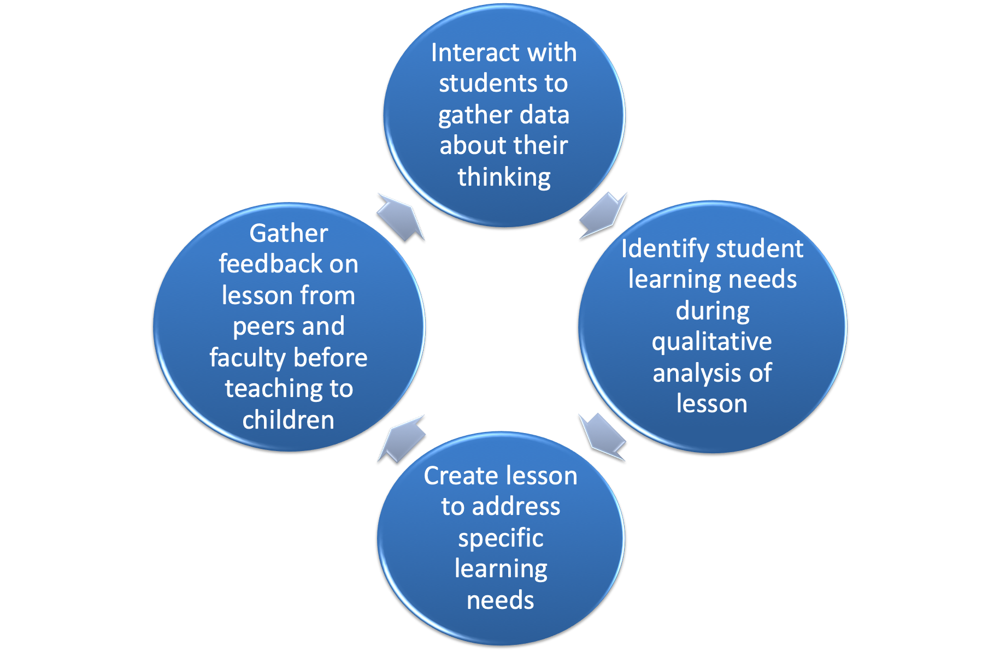 Interact with
students to
gather data
about their
thinking
Identify student
learning needs
during
qualitative
analysis of
lesson
Create lesson
to address
specific
learning
needs
Gather
feedback on
lesson from
peers and
faculty before
teaching to
children